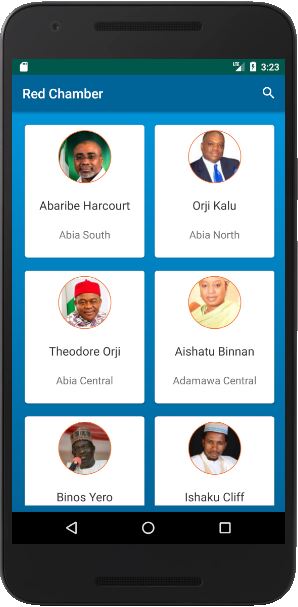 LTE 3:23
Red Chamber
Abaribe Harcourt
Orji Kalu
Abia South
Abia North
Theodore Orji
Aishatu Binnan
Abia Central
Adamawa Central
Binos Yero
Ishaku Cliff